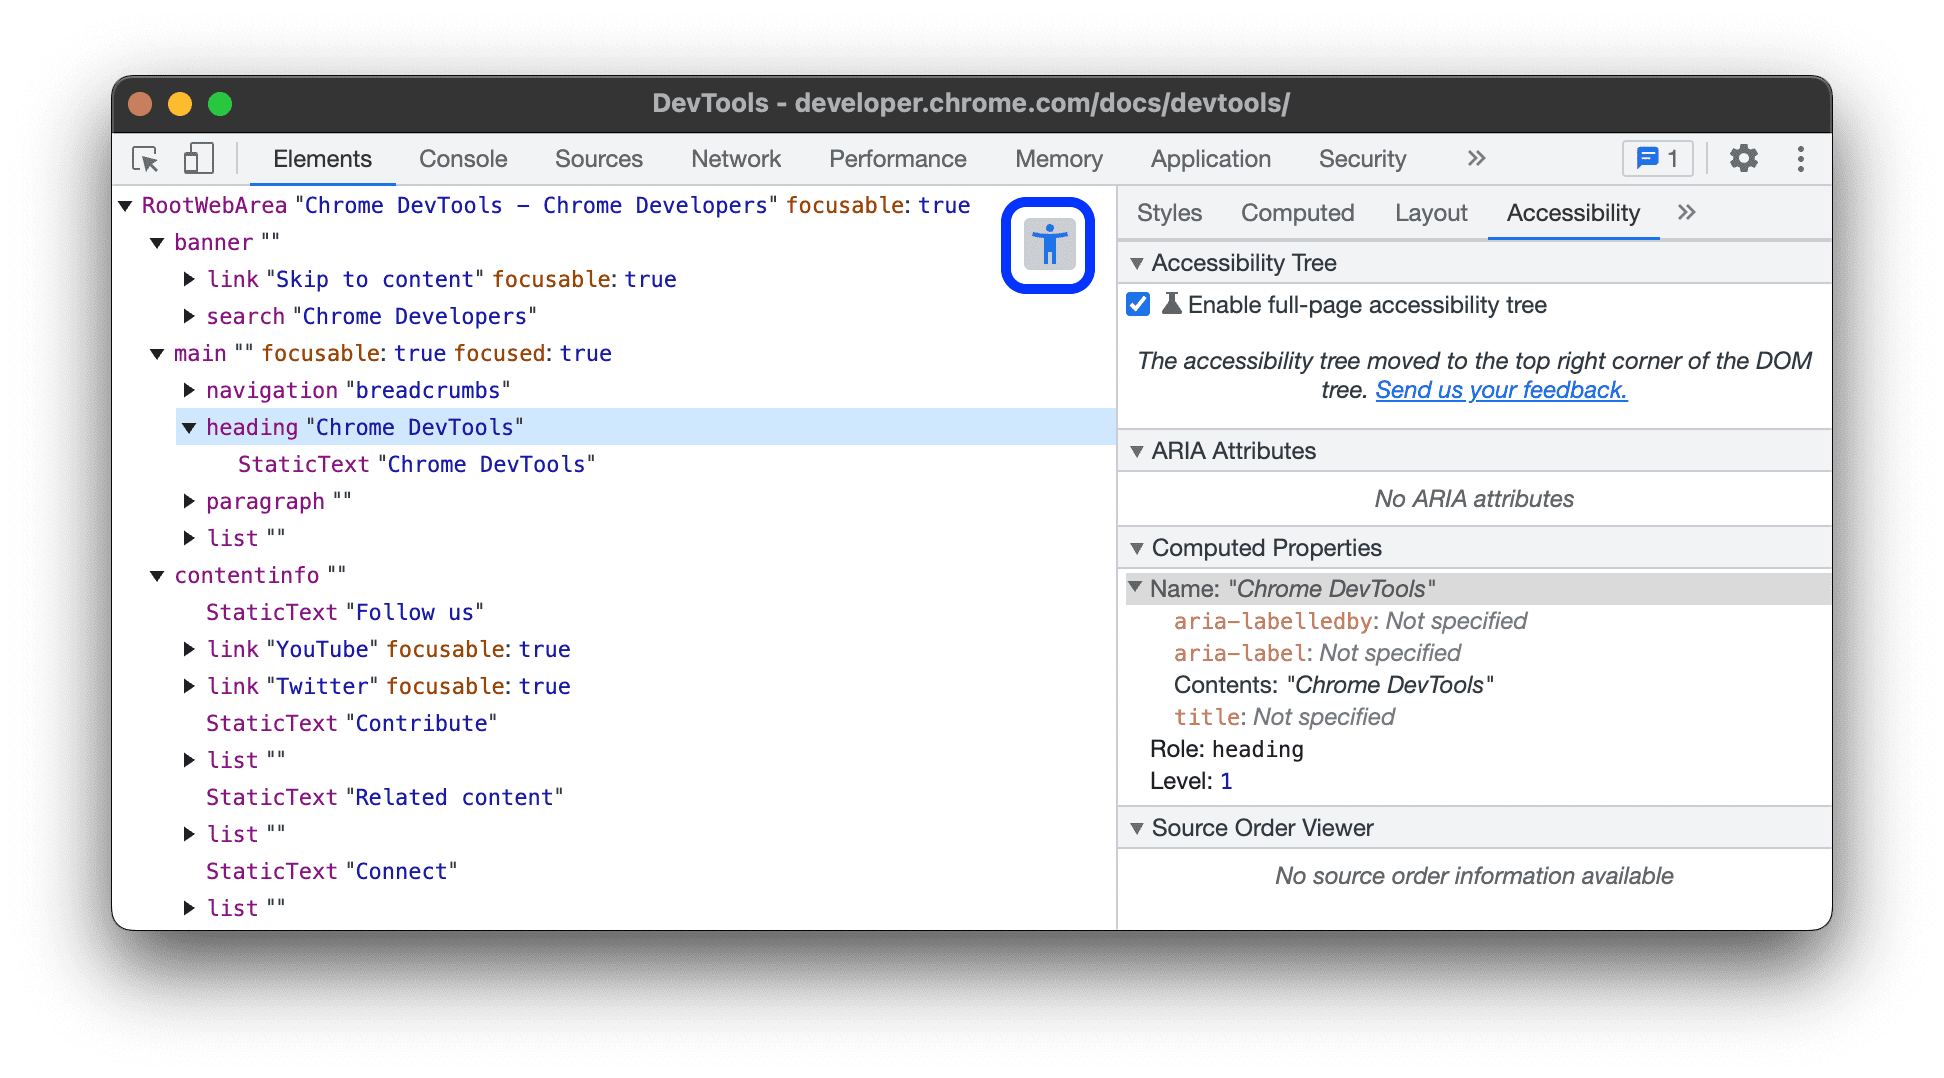 DevTools - developer.chrome.com/docs/devtools/
Elements Console Sources Network Performance Memory Application Security » 1
RootWebArea "Chrome DevTools – Chrome Developers" focusable: true
banner ""
link "Skip to content" focusable: true
search "Chrome Developers"
main "" focusable: true focused: true
navigation "breadcrumbs"
heading "Chrome DevTools"
StaticText "Chrome DevTools"
paragraph ""
list ""
contentinfo ""
StaticText "Follow us"
link "YouTube" focusable: true
link "Twitter" focusable: true
StaticText "Contribute"
list ""
StaticText "Related content"
list ""
StaticText "Connect"
list ""
Styles Computed Layout Accessibility »
Accessibility Tree
Enable full-page accessibility tree
The accessibility tree moved to the top right corner of the DOM
tree. Send us your feedback.
ARIA Attributes
No ARIA attributes
Computed Properties
Name: "Chrome DevTools"
aria-labelledby: Not specified
aria-label: Not specified
Contents: "Chrome DevTools"
title: Not specified
Role: heading
Level: 1
Source Order Viewer
No source order information available